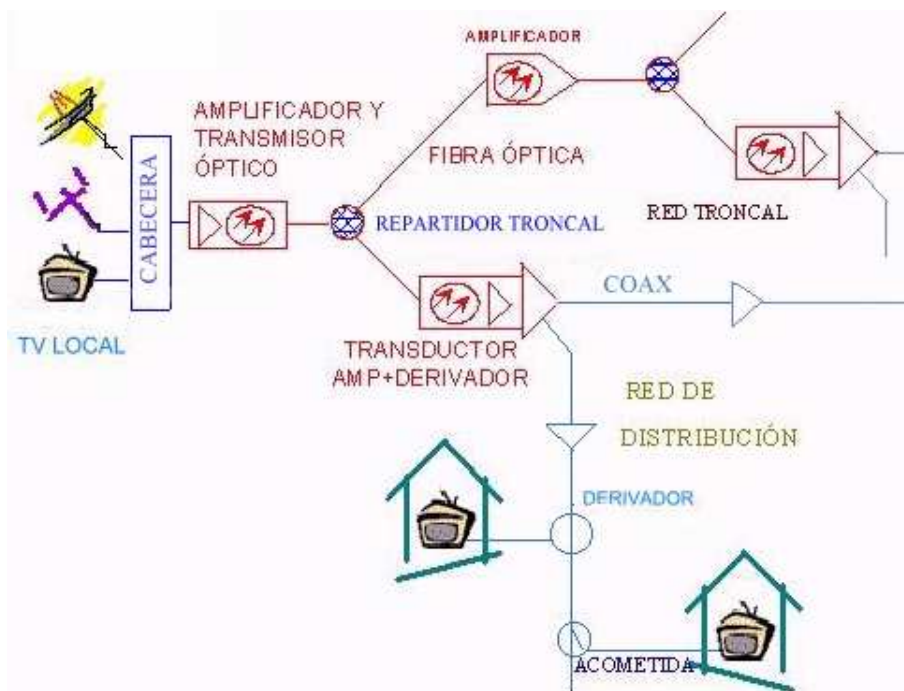 AMPLIFICADOR
AMPLIFICADOR Y
TRANSMISOR
ÓPTICO
FIBRA ÓPTICA
CABECERA
REPARTIDOR TRONCAL
RED TRONCAL
COAX
TV LOCAL
TRANSDUCTOR
AMP+DERIVADOR
RED DE
DISTRIBUCIÓN
DERIVADOR
ACOMETIDA